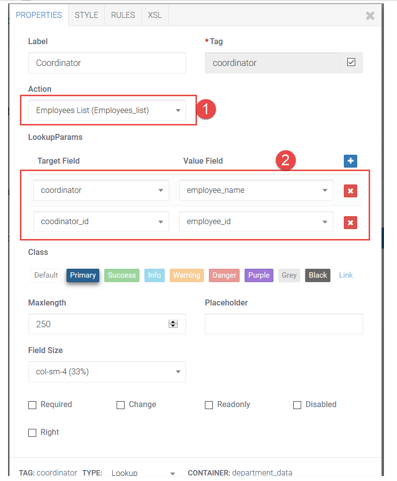 PROPERTIES STYLE RULES XSL
Label * Tag
Coordinator coordinator
Action
Employees List (Employees_list) 1
LookupParams
Target Field Value Field 2
coordinator employee_name
coodinator_id employee_id
Class
Default Primary Success Info Warning Danger Purple Grey Black Link
Maxlength Placeholder
250
Field Size
col-sm-4 (33%)
Required Change Readonly Disabled
Right
TAG: coordinator TYPE: Lookup CONTAINER: department_data